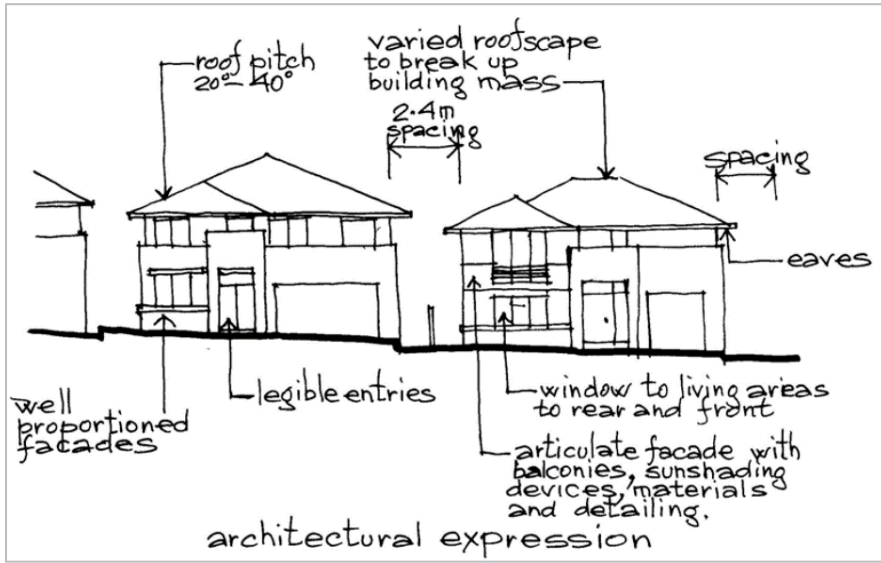 roof pitch
20°-40°
varied roofscape
to break up
building mass
2.4m
spacing
spacing
eaves
well
proportioned
facades
legible entries
window to living areas
to rear and front
articulate facade with
balconies, sunshading
devices, materials
and detailing.
architectural expression